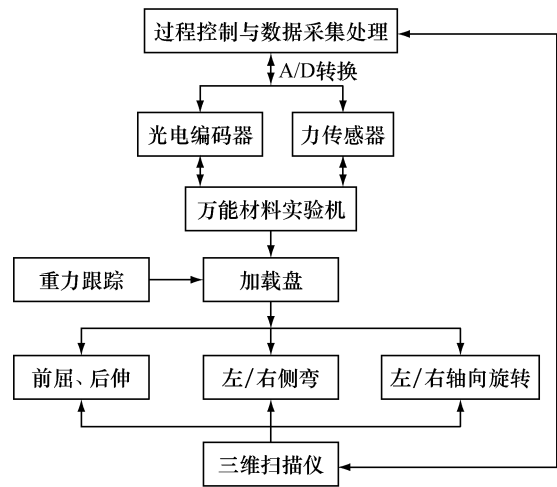 过程控制与数据采集处理
A/D转换
光电编码器
力传感器
万能材料实验机
重力跟踪
加载盘
前屈、后伸
左/右侧弯
左/右轴向旋转
三维扫描仪